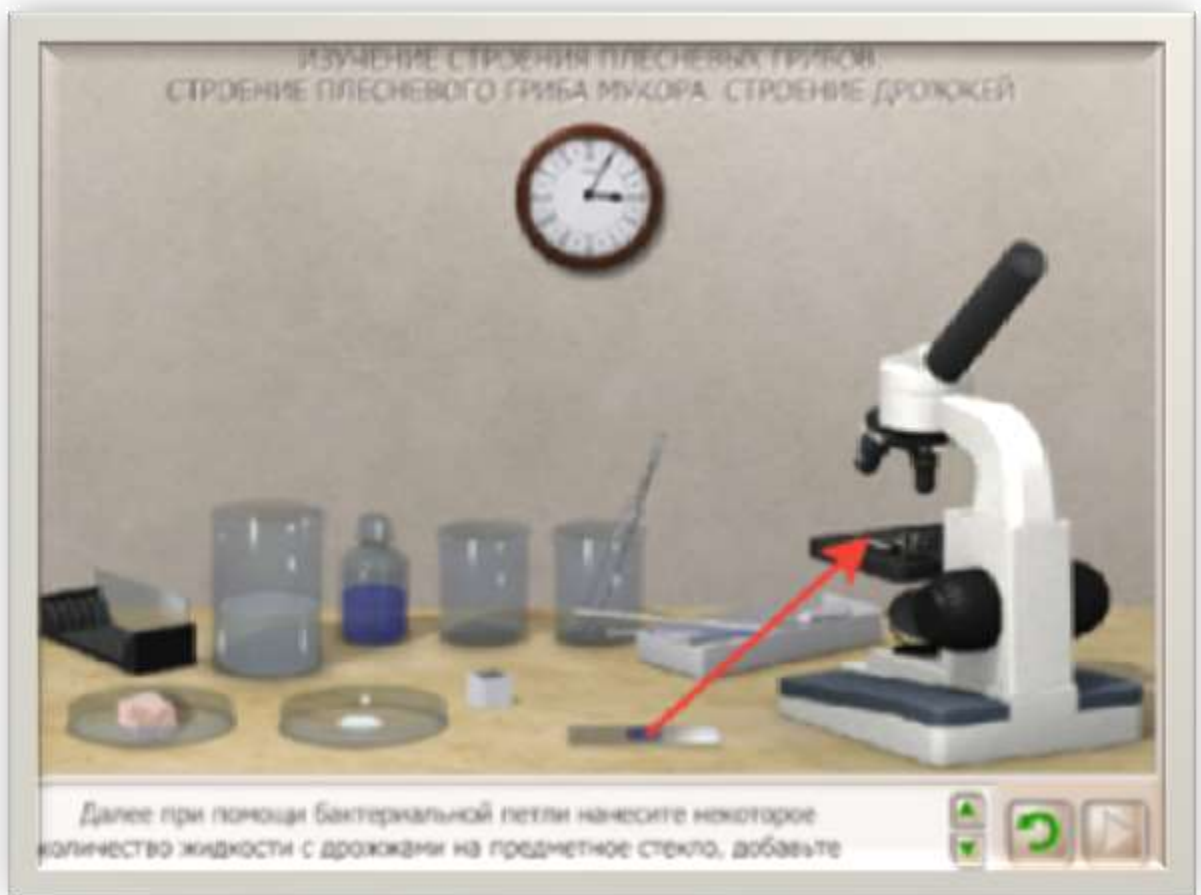 ИЗУЧЕНИЕ СТРОЕНИЯ ПЛЕСНЕВЫХ ГРИБОВ.
СТРОЕНИЕ ПЛЕСНЕВОГО ГРИБА МУКОРА. СТРОЕНИЕ ДРОЖЖЕЙ
Далее при помощи бактериальной петли нанесите некоторое
количество жидкости с дрожжами на предметное стекло, добавьте